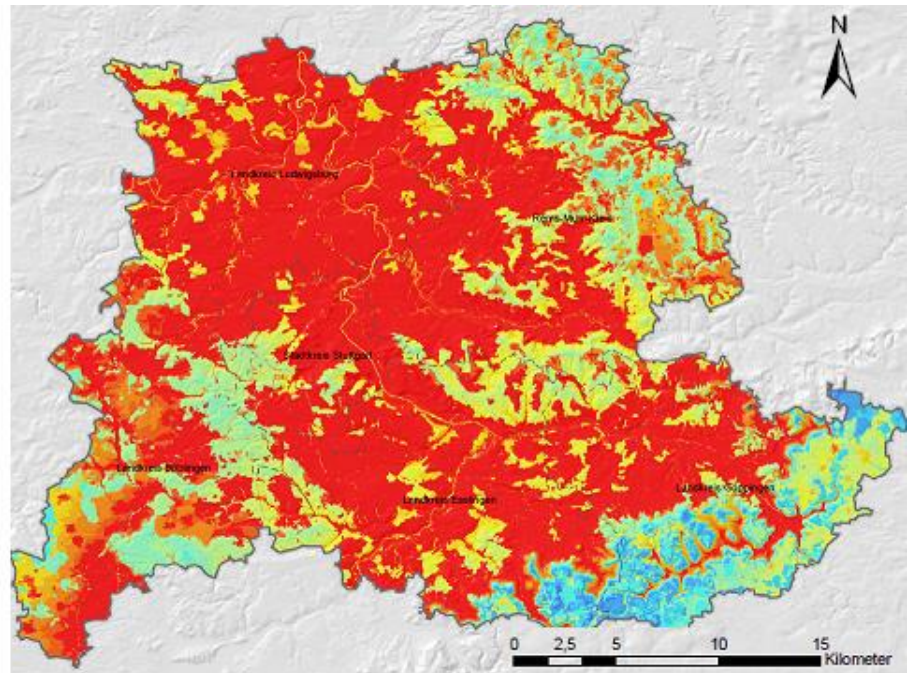 N
Landkreis Ludwigsburg
Rems-Murr-Kreis
Stadtkreis Stuttgart
Landkreis Böblingen
Landkreis Esslingen
Landkreis Göppingen
0 2,5 5 10 15
Kilometer